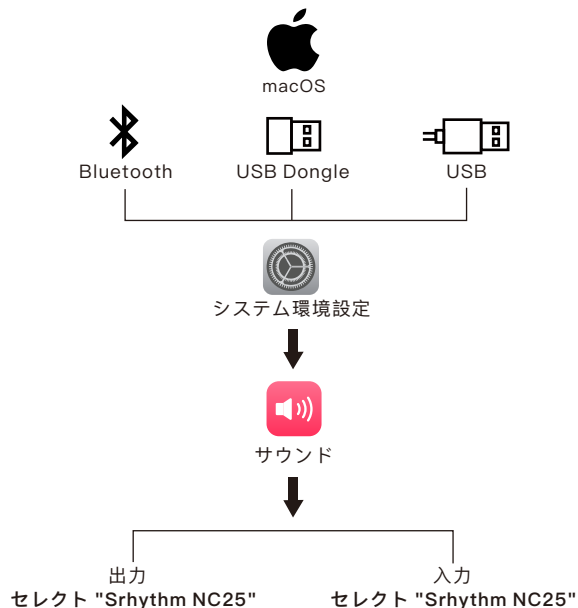 macOS
Bluetooth USB Dongle USB
システム環境設定
サウンド
出力 入力
セレクト "Srhythm NC25" セレクト "Srhythm NC25"